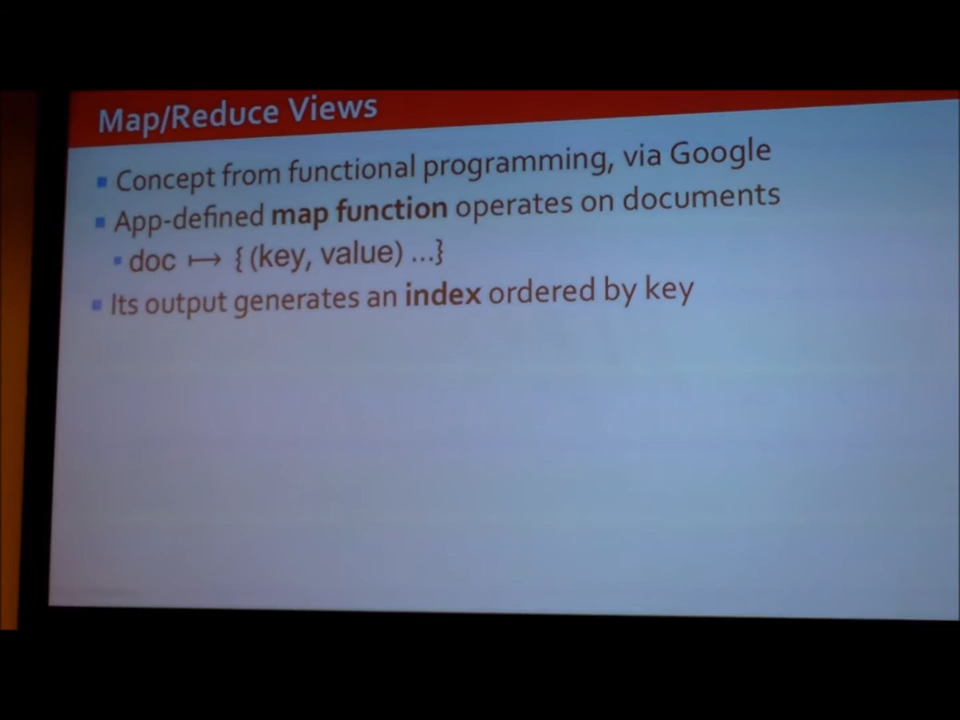 Map/Reduce Views
▪ Concept from functional programming, via Google
▪ App-defined map function operates on documents
▪ doc ↦ { (key, value) ...}
▪ Its output generates an index ordered by key